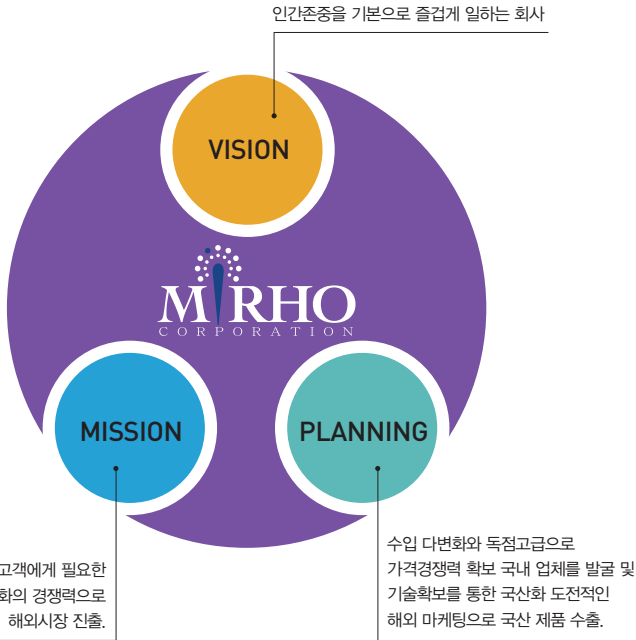 인간존중을 기본으로 즐겁게 일하는 회사
VISION
MIRHO
CORPORATION
MISSION
PLANNING
고객에게 필요한
화의 경쟁력으로
해외시장 진출.
수입 다변화와 독점고급으로
가격경쟁력 확보 국내 업체를 발굴 및
기술확보를 통한 국산화 도전적인
해외 마케팅으로 국산 제품 수출.